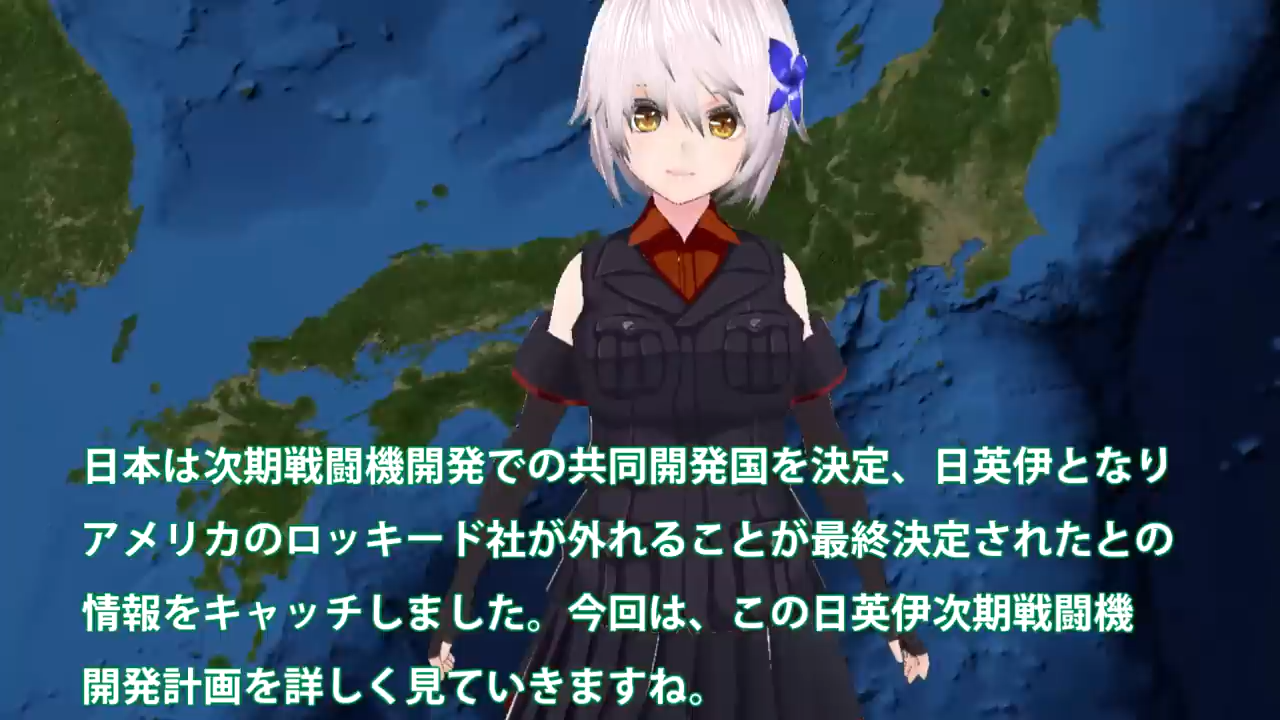 日本は次期戦闘機開発での共同開発国を決定、日英伊となり
アメリカのロッキード社が外れることが最終決定されたとの
情報をキャッチしました。今回は、この日英伊次期戦闘機
開発計画を詳しく見ていきますね。